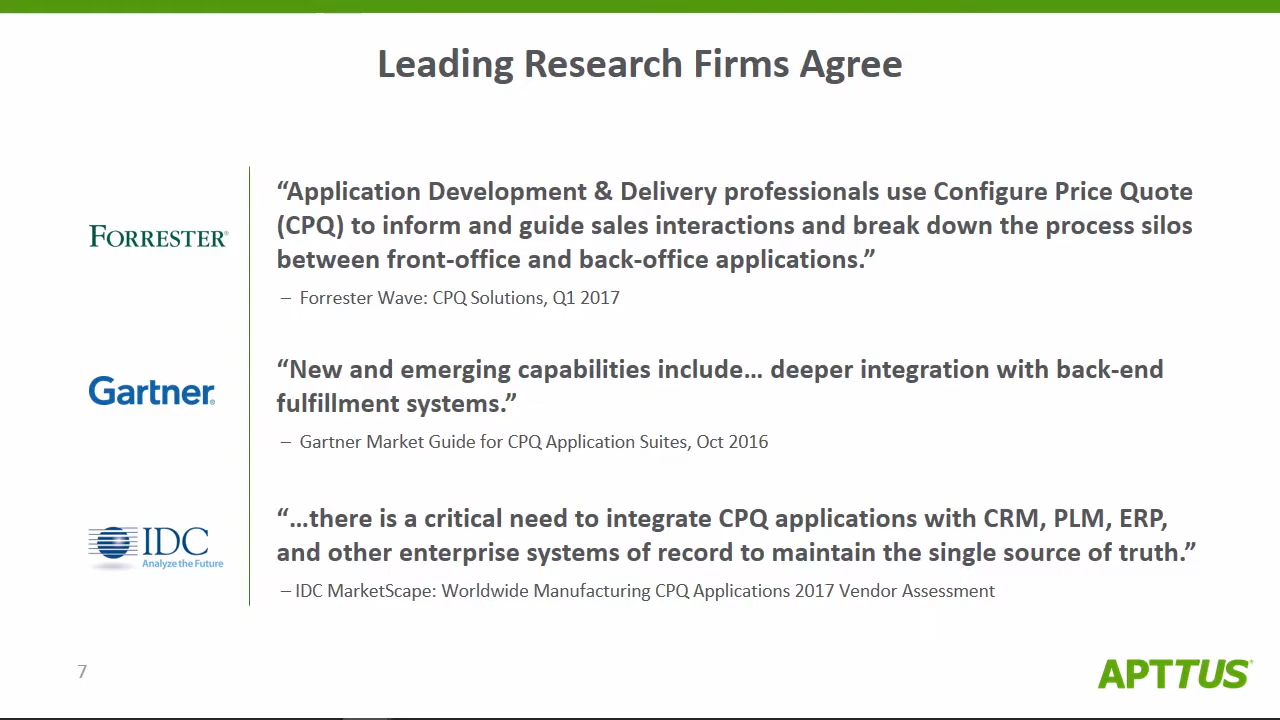 Leading Research Firms Agree
FORRESTER®
“Application Development & Delivery professionals use Configure Price Quote
(CPQ) to inform and guide sales interactions and break down the process silos
between front-office and back-office applications.”
– Forrester Wave: CPQ Solutions, Q1 2017
Gartner®
“New and emerging capabilities include… deeper integration with back-end
fulfillment systems.”
– Gartner Market Guide for CPQ Application Suites, Oct 2016
IDC
Analyze the Future
“…there is a critical need to integrate CPQ applications with CRM, PLM, ERP,
and other enterprise systems of record to maintain the single source of truth.”
– IDC MarketScape: Worldwide Manufacturing CPQ Applications 2017 Vendor Assessment
7
APTTUS®